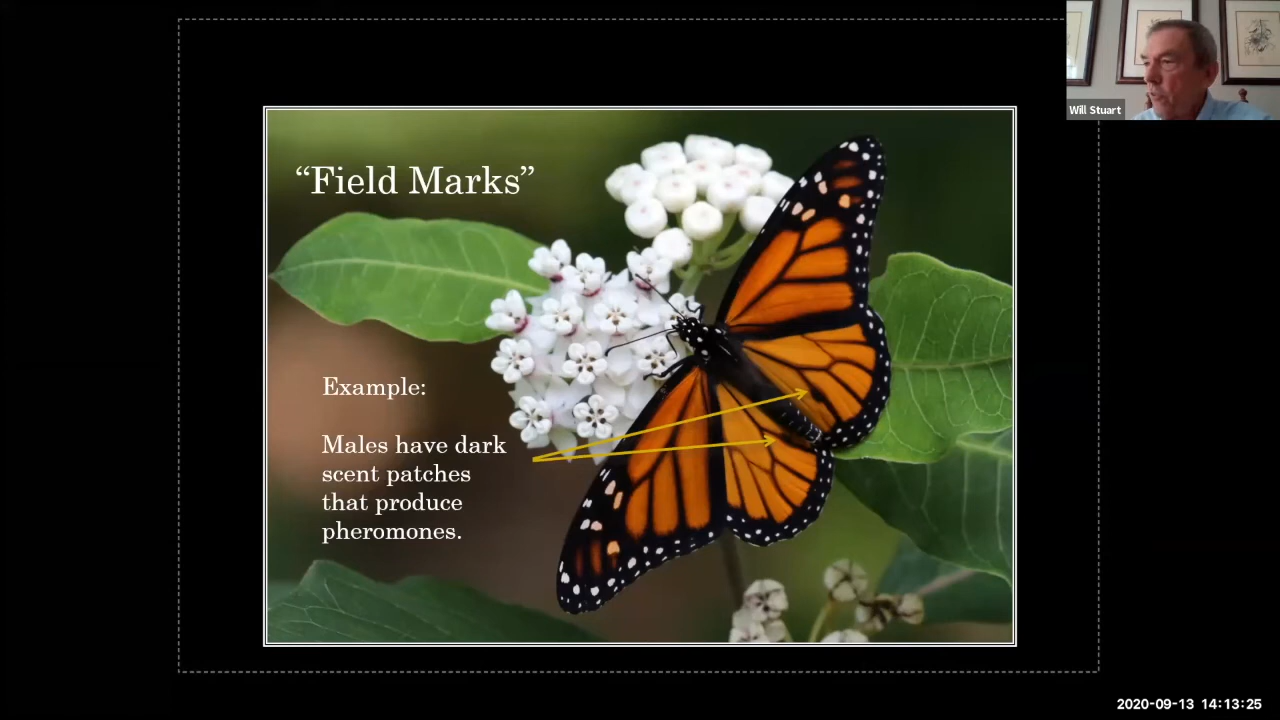 Will Stuart
“Field Marks”
Example:
Males have dark
scent patches
that produce
pheromones.
2020-09-13 14:13:25